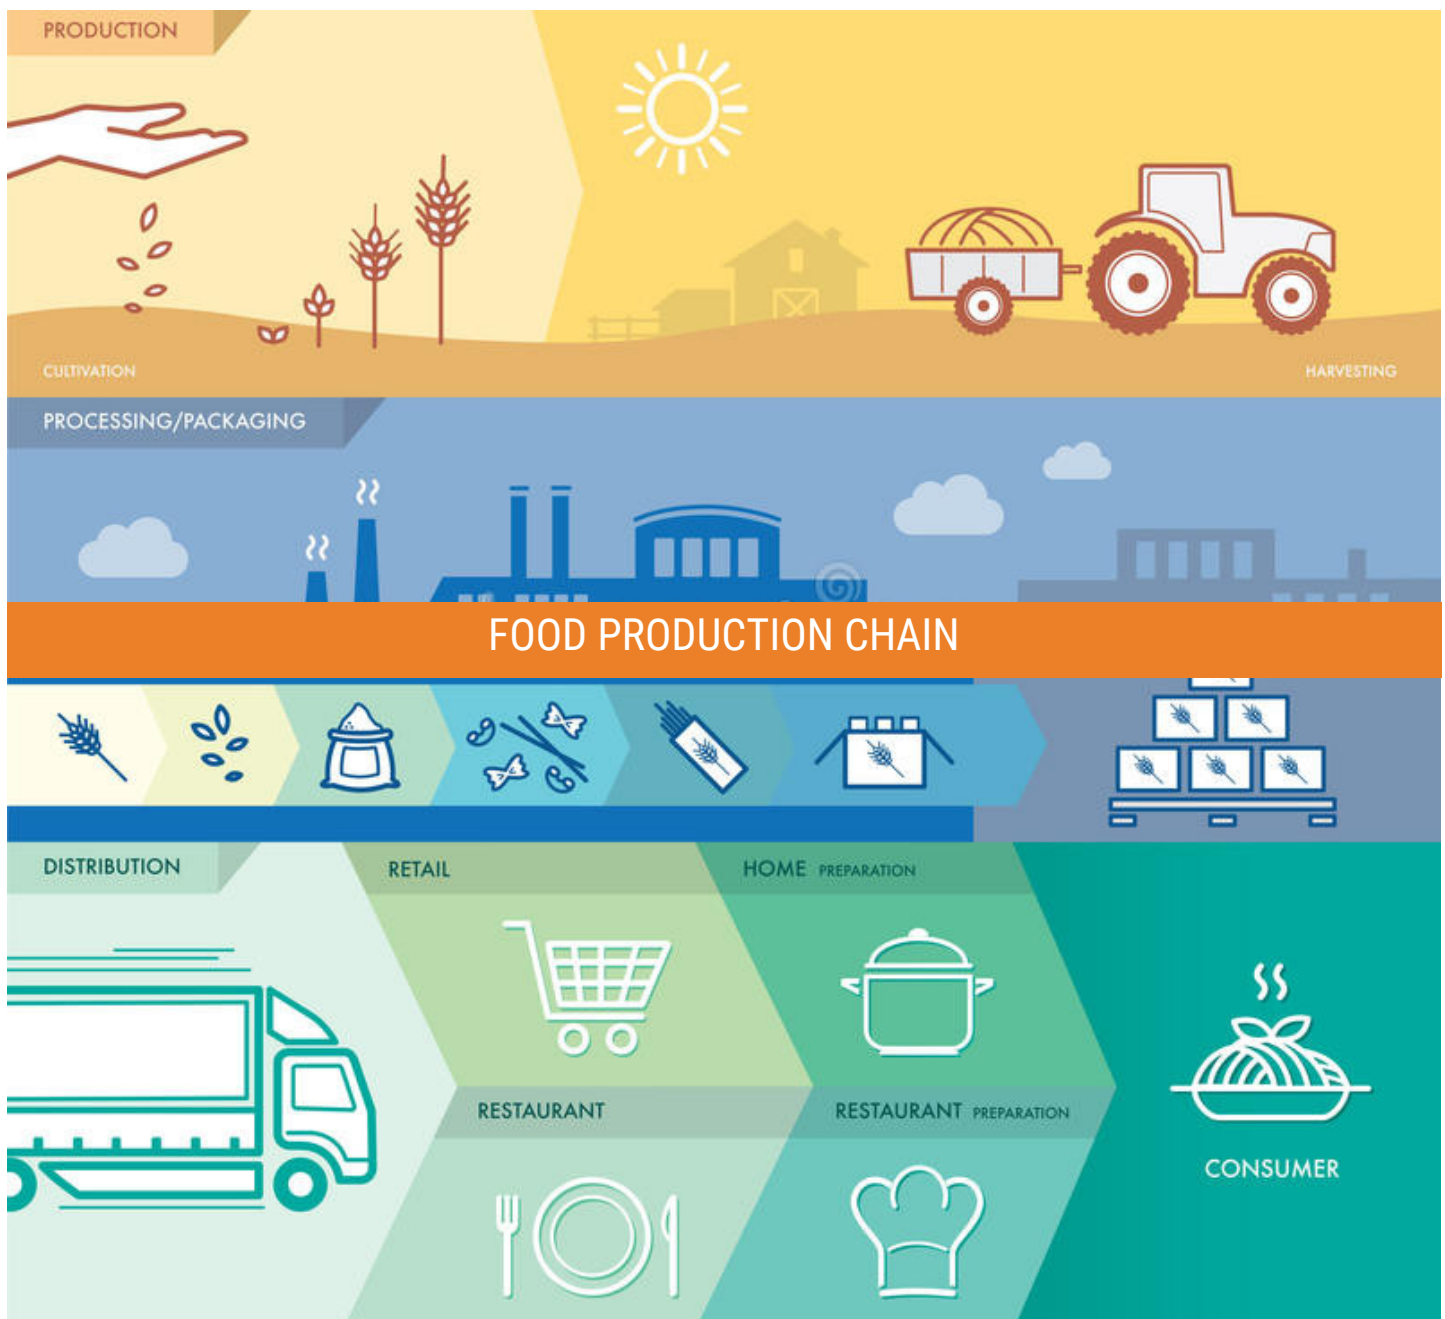 PRODUCTION
CULTIVATION
HARVESTING
PROCESSING/PACKAGING
FOOD PRODUCTION CHAIN
DISTRIBUTION
RETAIL
HOME PREPARATION
RESTAURANT
RESTAURANT PREPARATION
CONSUMER